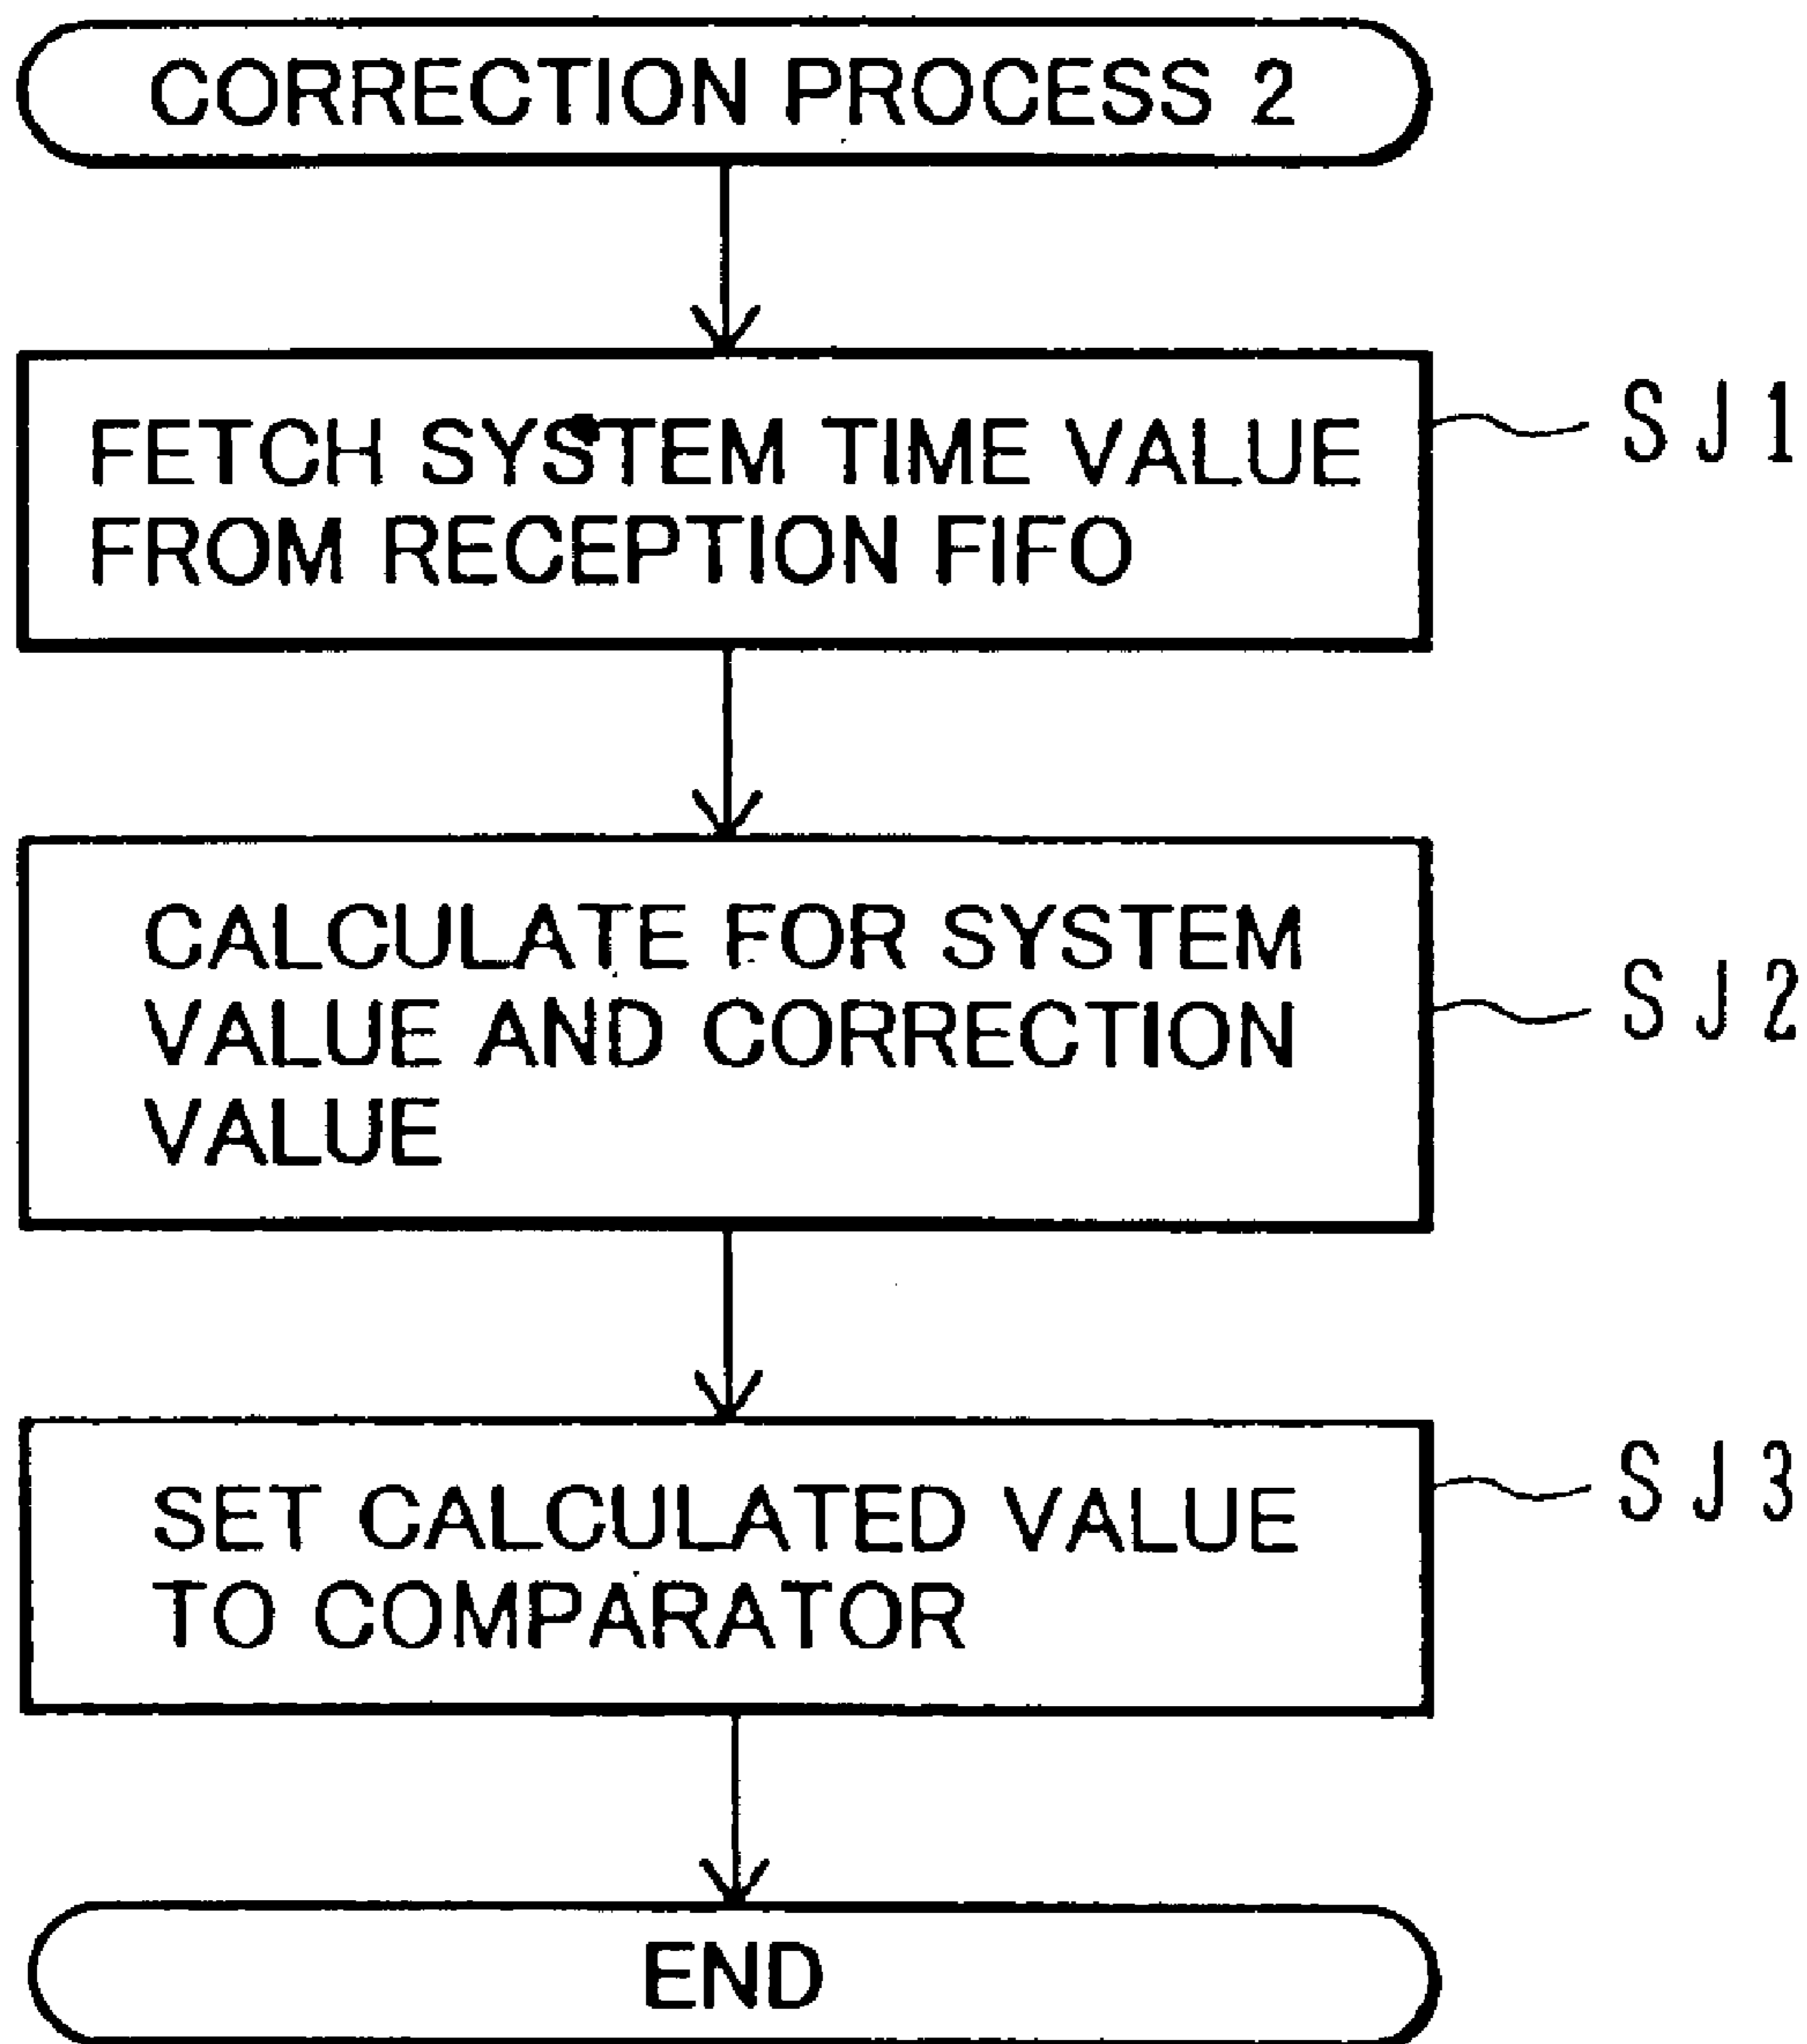 CORRECTION PROCESS 2
FETCH SYSTEM TIME VALUE
FROM RECEPTION FIFO
SJ1
CALCULATE FOR SYSTEM
VALUE AND CORRECTION
VALUE
SJ2
SET CALCULATED VALUE
TO COMPARATOR
SJ3
END